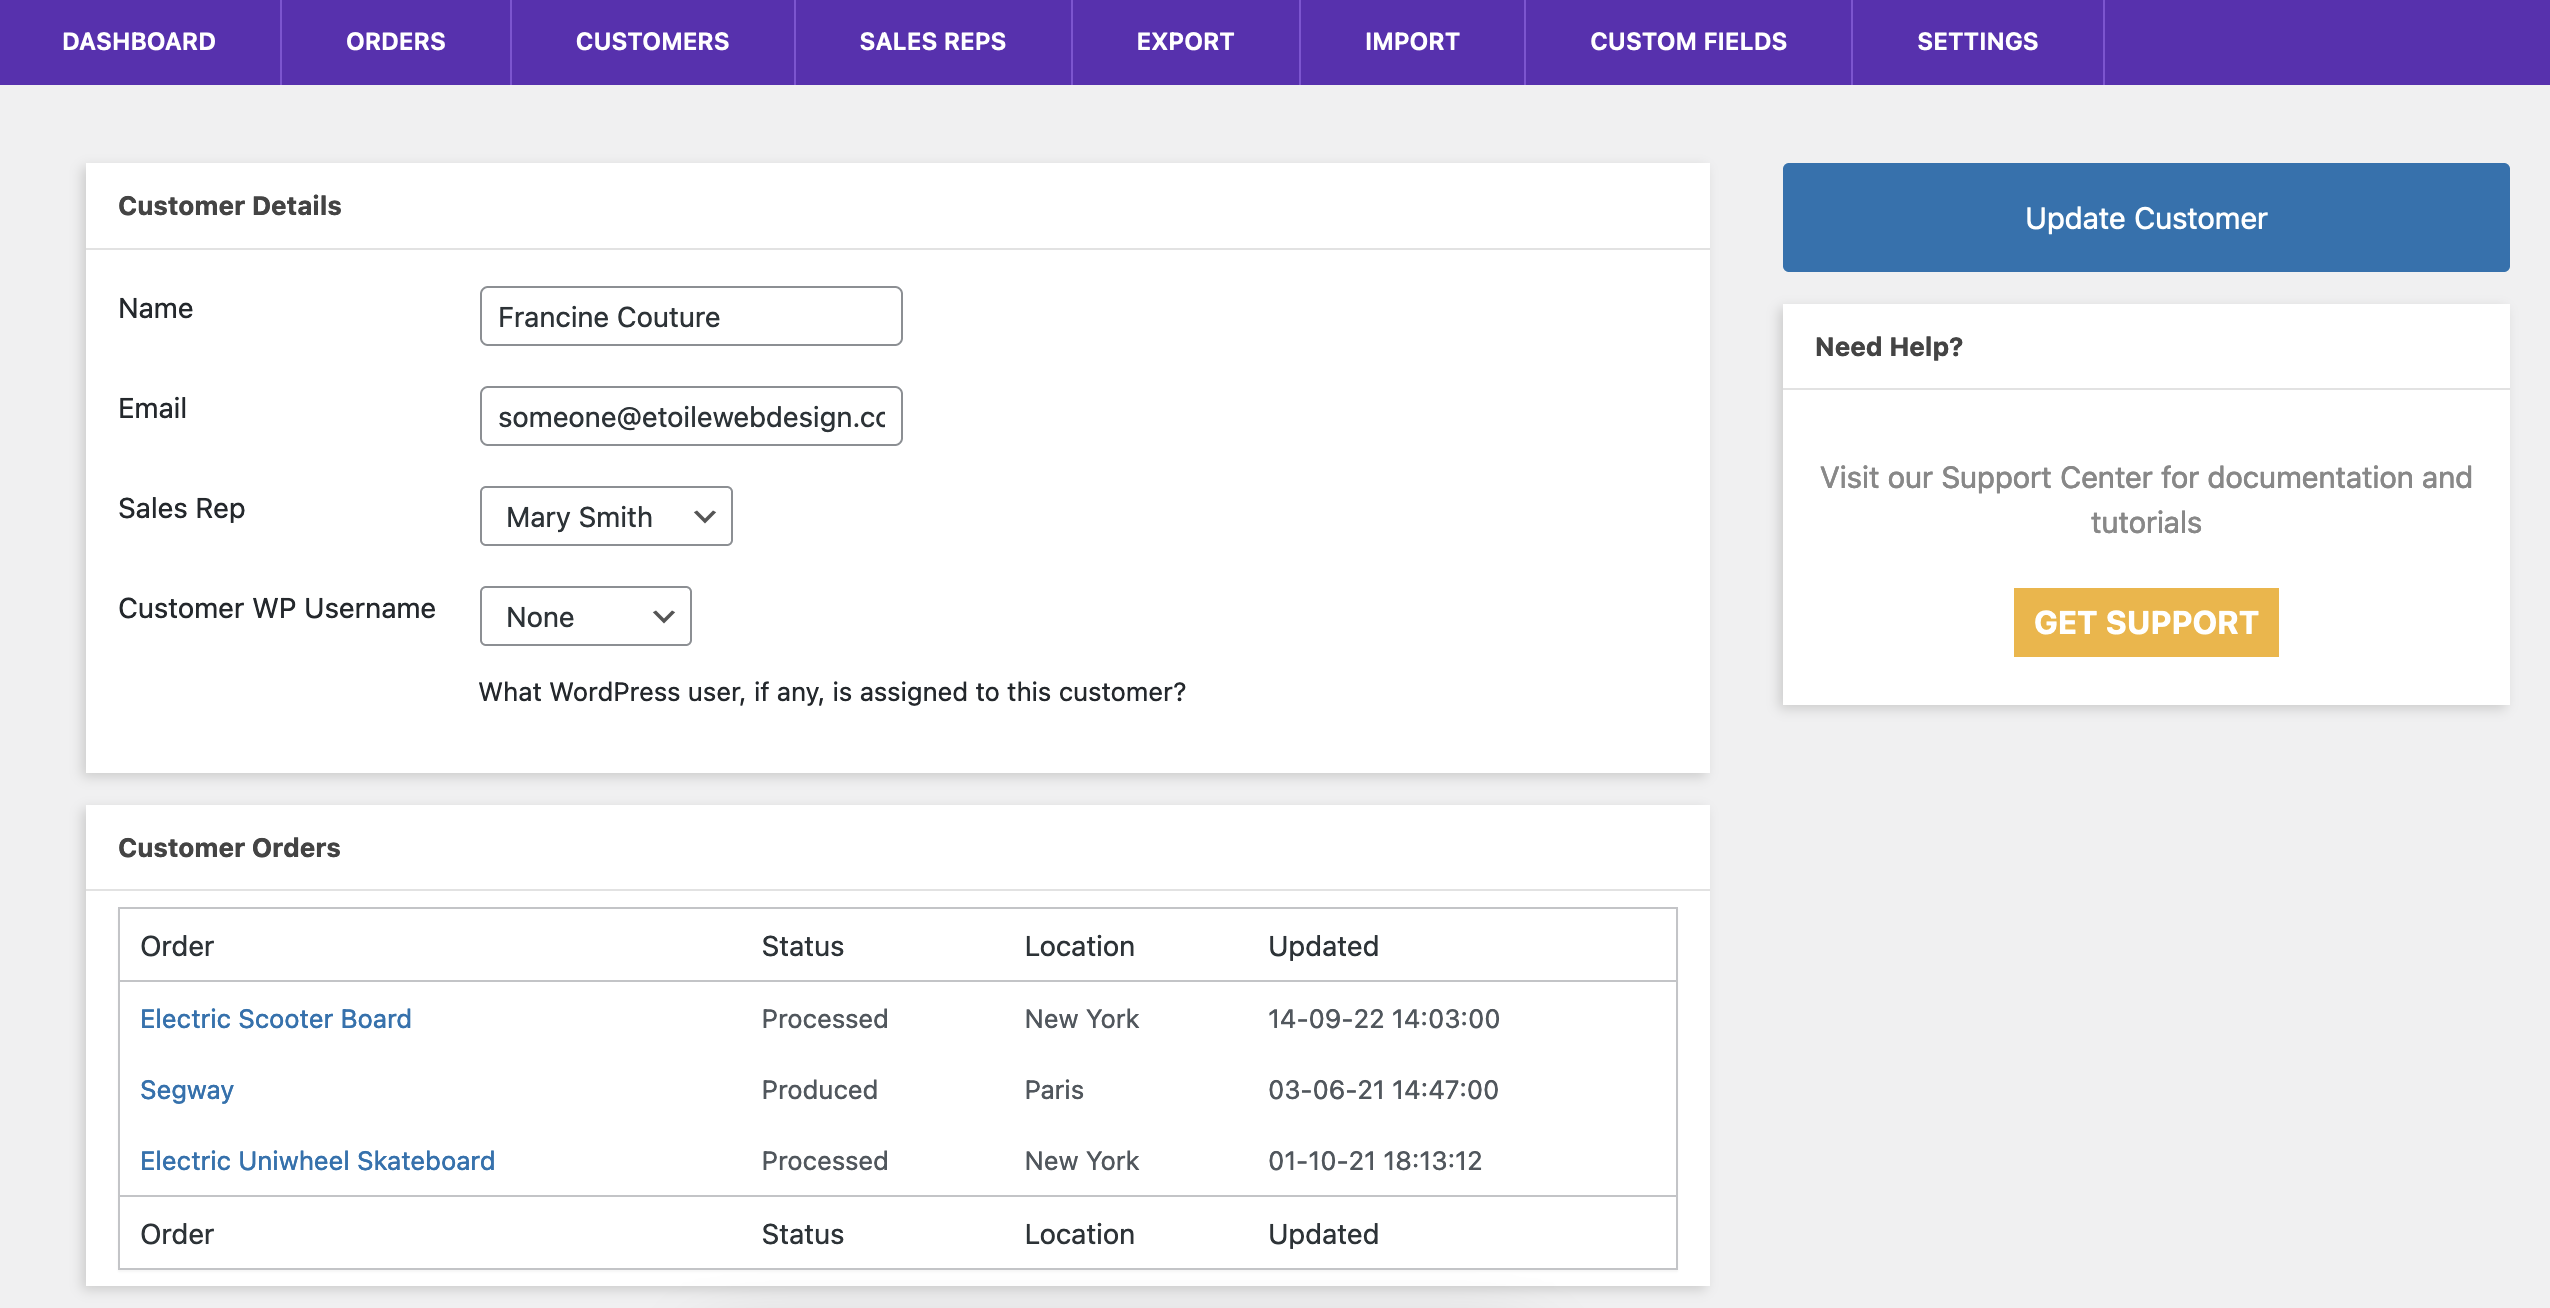 DASHBOARD ORDERS CUSTOMERS SALES REPS EXPORT IMPORT CUSTOM FIELDS SETTINGS
Customer Details
Name Francine Couture
Email someone@etoilewebdesign.cc
Sales Rep Mary Smith
Customer WP Username None
What WordPress user, if any, is assigned to this customer?
Update Customer
Need Help?
Visit our Support Center for documentation and
tutorials
GET SUPPORT
Customer Orders
Order Status Location Updated
Electric Scooter Board Processed New York 14-09-22 14:03:00
Segway Produced Paris 03-06-21 14:47:00
Electric Uniwheel Skateboard Processed New York 01-10-21 18:13:12
Order Status Location Updated